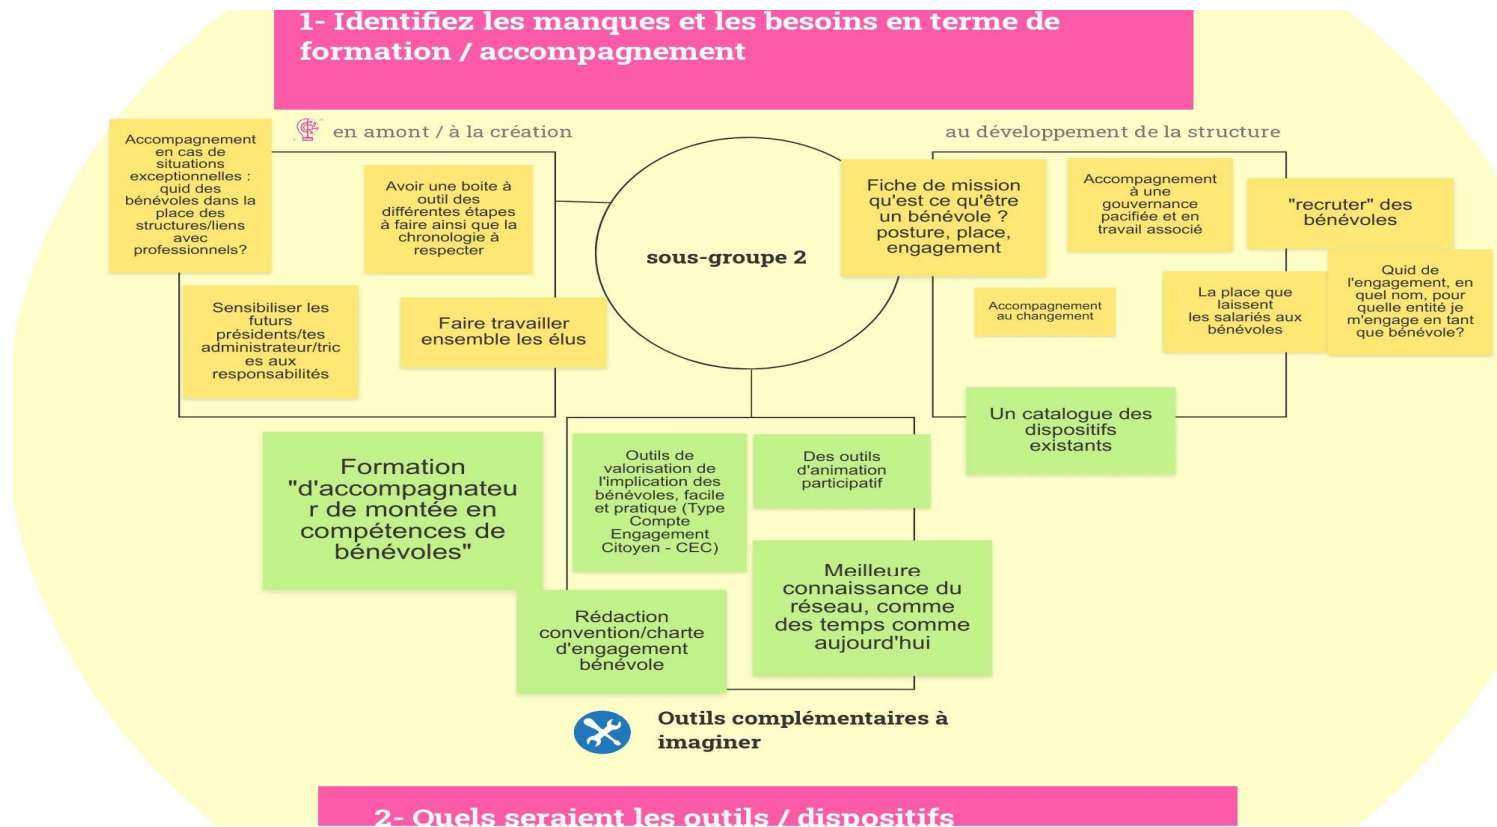 1- Identifiez les manques et les besoins en terme de
formation / accompagnement
en amont / à la création
au développement de la structure
Accompagnement
en cas de
situations
exceptionnelles :
quid des
bénévoles dans la
place des
structures/liens
avec
professionnels?
Avoir une boite à
outil des
différentes étapes
à faire ainsi que la
chronologie à
respecter
Sensibiliser les
futurs
présidents/tes
administrateur/tric
es aux
responsabilités
Faire travailler
ensemble les élus
sous-groupe 2
Fiche de mission
qu'est ce qu'être
un bénévole ?
posture, place,
engagement
Accompagnement
à une
gouvernance
pacifiée et en
travail associé
"recruter" des
bénévoles
Accompagnement
au changement
La place que
laissent
les salariés aux
bénévoles
Quid de
l'engagement, en
quel nom, pour
quelle entité je
m'engage en tant
que bénévole?
Un catalogue des
dispositifs
existants
Formation
"d'accompagnateu
r de montée en
compétences de
bénévoles"
Outils de
valorisation de
l'implication des
bénévoles, facile
et pratique (Type
Compte
Engagement
Citoyen - CEC)
Des outils
d'animation
participatif
Rédaction
convention/charte
d'engagement
bénévole
Meilleure
connaissance du
réseau, comme
des temps comme
aujourd'hui
Outils complémentaires à
imaginer
2- Quels seraient les outils / dispositifs